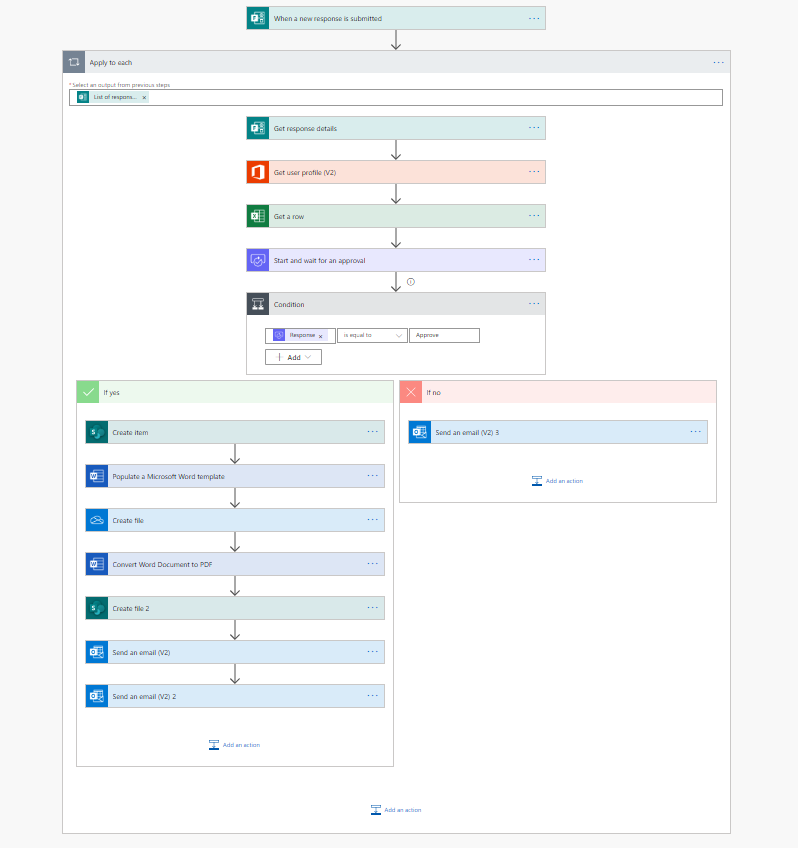 When a new response is submitted
Apply to each
* Select an output from previous steps
List of respons... x
Get response details
Get user profile (V2)
Get a row
Start and wait for an approval
Condition
Response x is equal to Approve
Add
If yes
If no
Create item
Send an email (V2) 3
Populate a Microsoft Word template
Add an action
Create file
Convert Word Document to PDF
Create file 2
Send an email (V2)
Send an email (V2) 2
Add an action
Add an action